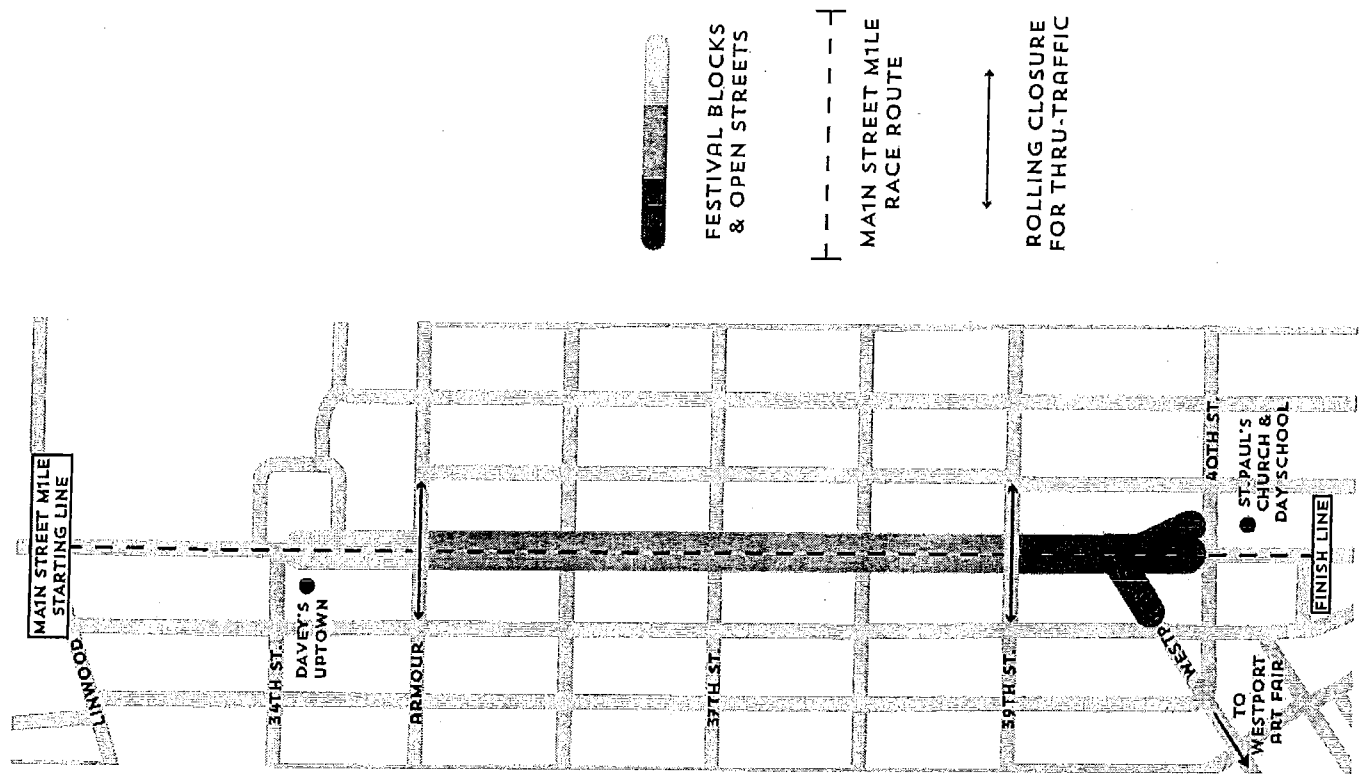 FESTIVAL BLOCKS
& OPEN STREETS
MA1N STREET M1LE
RACE ROUTE
ROLLING CLOSURE
FOR THRU-TRAFFIC
MA1N STREET M1LE
STARTING LINE
LINWOOD
34TH ST.
DAVEY'S
UPTOWN
ARMOUR
37TH ST.
39TH ST.
40TH ST.
ST. PAUL'S
CHURCH &
DAY SCHOOL
FINISH LINE
WESTP
TO
WESTPORT
ART FAIR